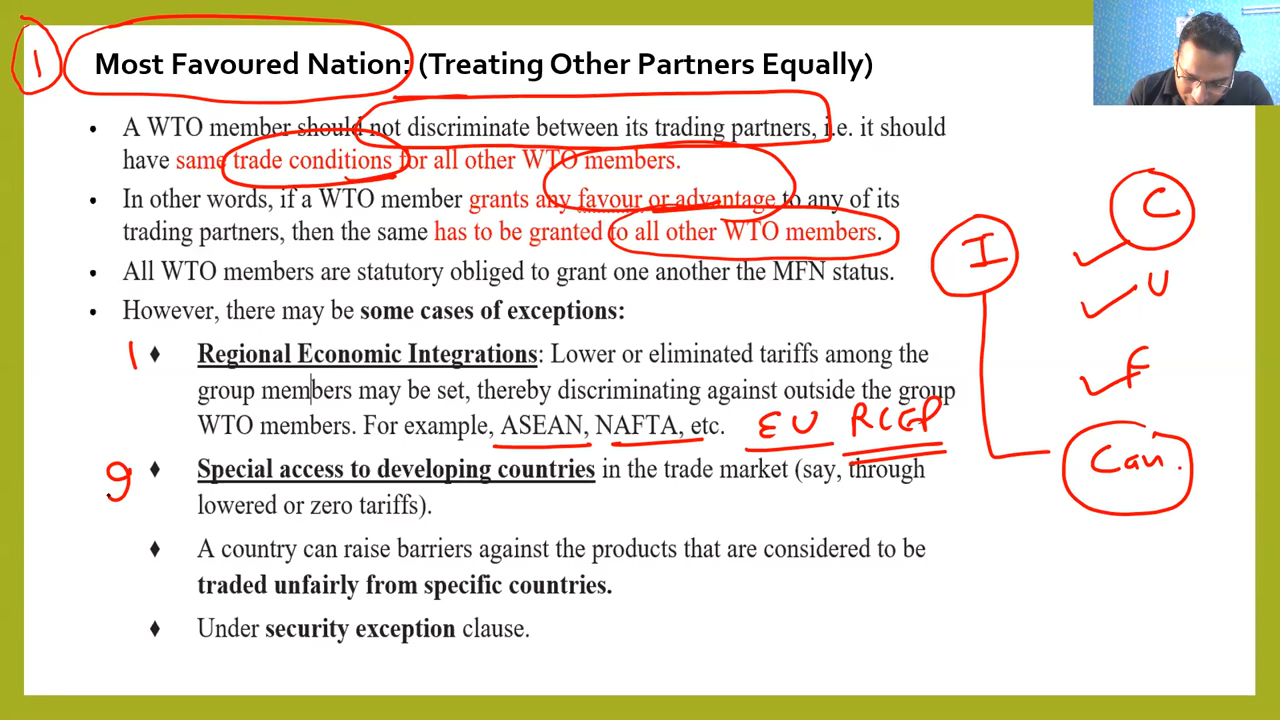 1
Most Favoured Nation: (Treating Other Partners Equally)
• A WTO member should not discriminate between its trading partners, i.e. it should
have same trade conditions for all other WTO members.
• In other words, if a WTO member grants any favour or advantage to any of its
trading partners, then the same has to be granted to all other WTO members.
• All WTO members are statutory obliged to grant one another the MFN status.
• However, there may be some cases of exceptions:
1 ♦ Regional Economic Integrations: Lower or eliminated tariffs among the
group members may be set, thereby discriminating against outside the group
WTO members. For example, ASEAN, NAFTA, etc. EU RCEP
♦ Special access to developing countries in the trade market (say, through
lowered or zero tariffs).
♦ A country can raise barriers against the products that are considered to be
traded unfairly from specific countries.
♦ Under security exception clause.
I
C
U
F
Can.